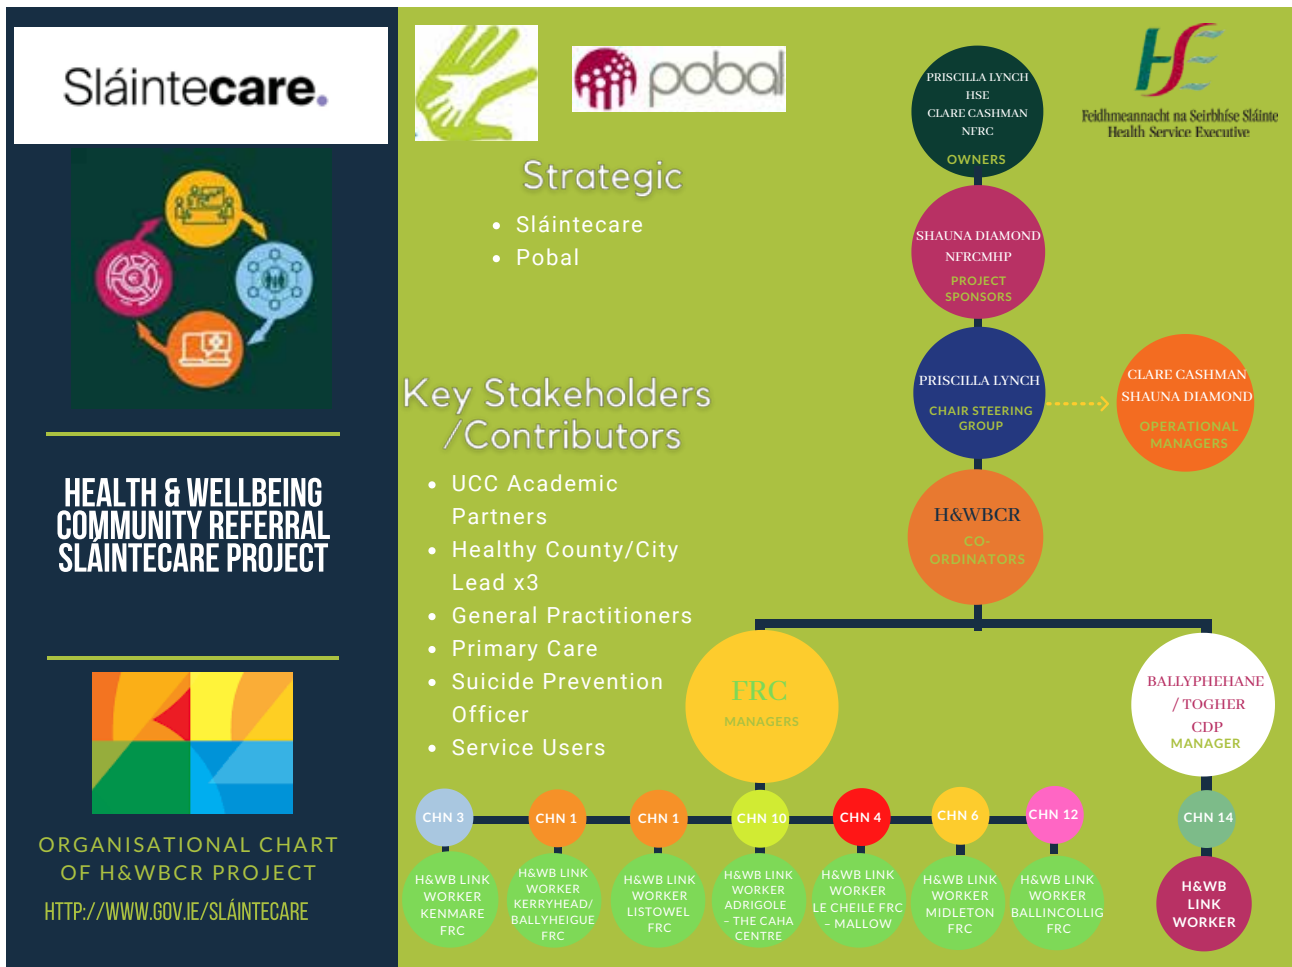 Sláintecare.
HEALTH & WELLBEING
COMMUNITY REFERRAL
SLÁINTECARE PROJECT
ORGANISATIONAL CHART
OF H&WBCR PROJECT
HTTP://WWW.GOV.IE/SLÁINTECARE
pobal
Strategic
• Sláintecare
• Pobal
Key Stakeholders
/Contributors
• UCC Academic
Partners
• Healthy County/City
Lead x3
• General Practitioners
• Primary Care
• Suicide Prevention
Officer
• Service Users
Feidhmeannacht na Seirbhíse Sláinte
Health Service Executive
PRISCILLA LYNCH
HSE
CLARE CASHMAN
NFRC
OWNERS
SHAUNA DIAMOND
NFRCMHP
PROJECT
SPONSORS
PRISCILLA LYNCH
CHAIR STEERING
GROUP
CLARE CASHMAN
SHAUNA DIAMOND
OPERATIONAL
MANAGERS
H&WBCR
CO-
ORDINATORS
FRC
MANAGERS
BALLYPHEHANE
/ TOGHER
CDP
MANAGER
CHN 3
CHN 1
CHN 1
CHN 10
CHN 4
CHN 6
CHN 12
CHN 14
H&WB LINK
WORKER
KENMARE
FRC
H&WB LINK
WORKER
KERRYHEAD/
BALLYHEIGUE
FRC
H&WB LINK
WORKER
LISTOWEL
FRC
H&WB LINK
WORKER
ADRIGOLE
– THE CAHA
CENTRE
H&WB LINK
WORKER
LE CHEILE FRC
– MALLOW
H&WB LINK
WORKER
MIDLETON
FRC
H&WB LINK
WORKER
BALLINCOLLIG
FRC
H&WB
LINK
WORKER